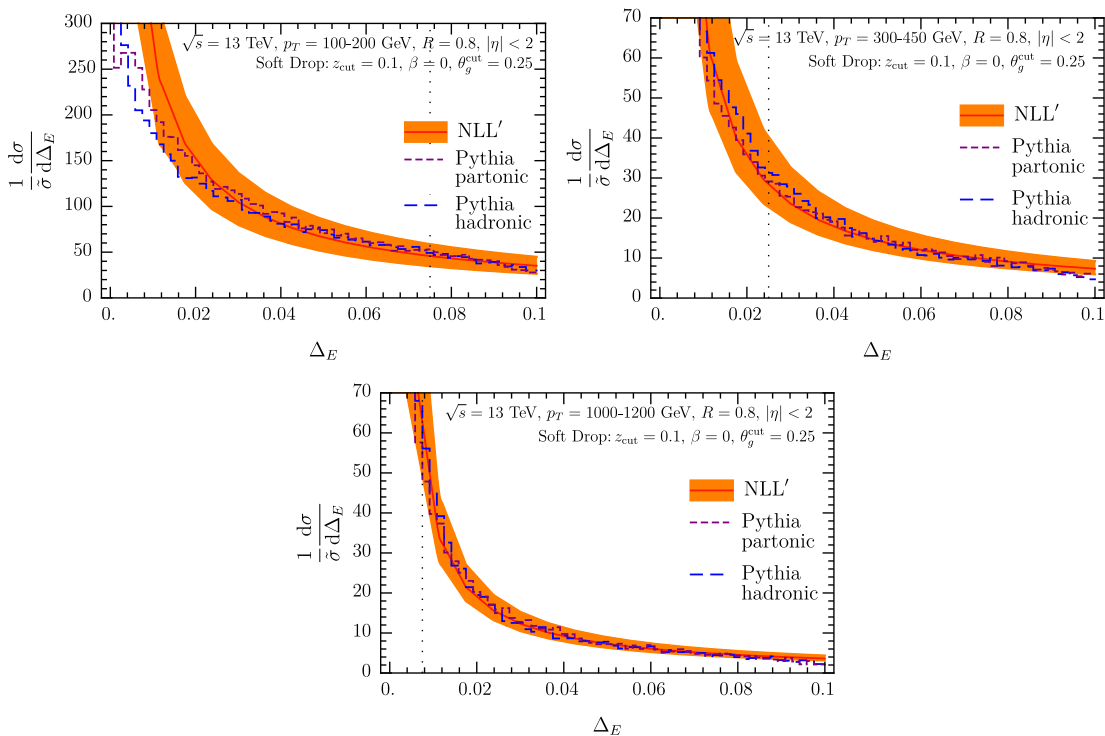 √s = 13 TeV, p_T = 100-200 GeV, R = 0.8, |η| < 2
Soft Drop: z_cut = 0.1, β = 0, θ_g^cut = 0.25
300
250
200
150
100
50
0
1/σ̃ dσ/dΔ_E
NLL′
Pythia
partonic
Pythia
hadronic
0. 0.02 0.04 0.06 0.08 0.1
Δ_E
√s = 13 TeV, p_T = 300-450 GeV, R = 0.8, |η| < 2
Soft Drop: z_cut = 0.1, β = 0, θ_g^cut = 0.25
70
60
50
40
30
20
10
0
1/σ̃ dσ/dΔ_E
NLL′
Pythia
partonic
Pythia
hadronic
0. 0.02 0.04 0.06 0.08 0.1
Δ_E
√s = 13 TeV, p_T = 1000-1200 GeV, R = 0.8, |η| < 2
Soft Drop: z_cut = 0.1, β = 0, θ_g^cut = 0.25
70
60
50
40
30
20
10
0
1/σ̃ dσ/dΔ_E
NLL′
Pythia
partonic
Pythia
hadronic
0. 0.02 0.04 0.06 0.08 0.1
Δ_E